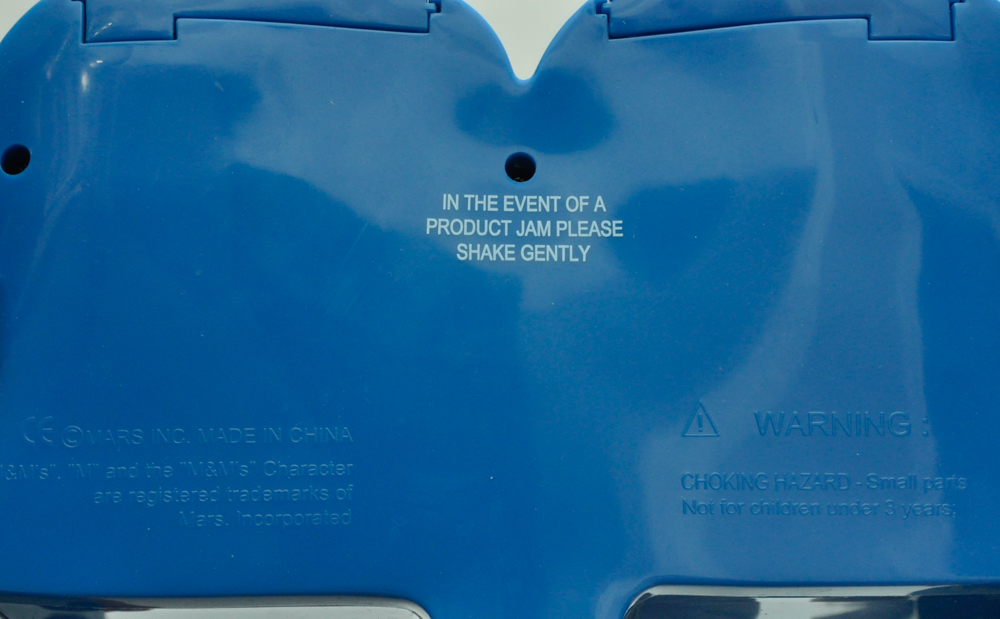 IN THE EVENT OF A
PRODUCT JAM PLEASE
SHAKE GENTLY
CE ©MARS INC. MADE IN CHINA
M&M's", "M" and the "M&M's" Character
are registered trademarks of
Mars, Incorporated
WARNING :
CHOKING HAZARD - Small parts
Not for children under 3 years.